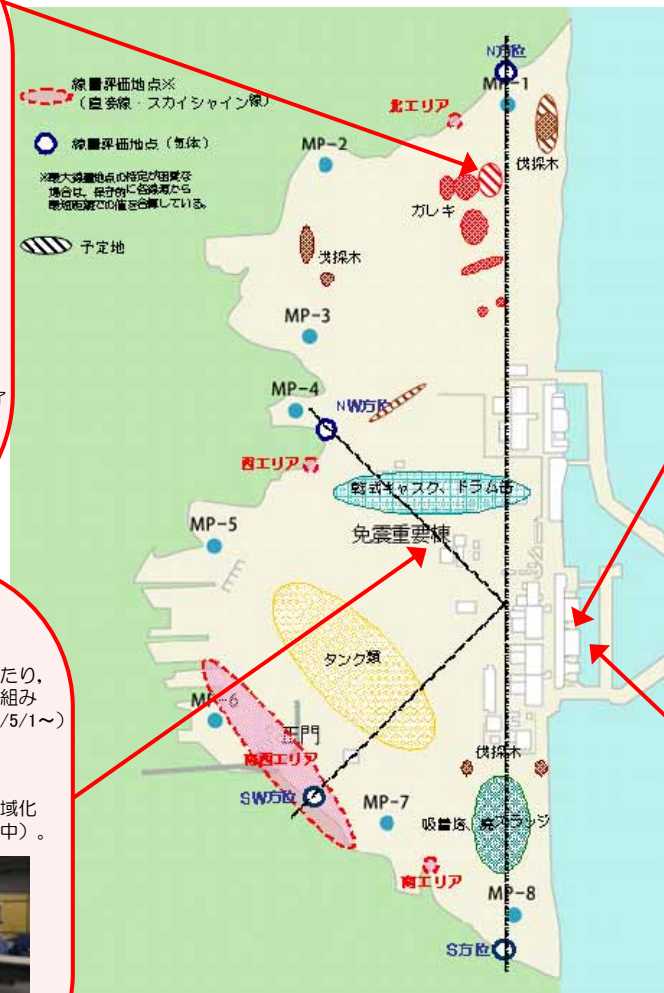 線量評価地点※
(直接線・スカイシャイン線)
線量評価地点(気体)
※最大線量地点の特定が困難な
場合は、保守的に各線源から
最短距離での値を合算している。
予定地
N方位
MP-1
北エリア
MP-2
伐採木
ガレキ
伐採木
MP-3
了
MP-4
NW方位
西エリア
乾式キャスク、ドラム缶
MP-5
免震重要棟
タンク類
たり,
組み
/5/1~)
MP-6
正門
南西エリア
伐採木
SW方位
MP-7
域化
中)。
吸着塔、廃スラッジ
南エリア
MP-8
S方位